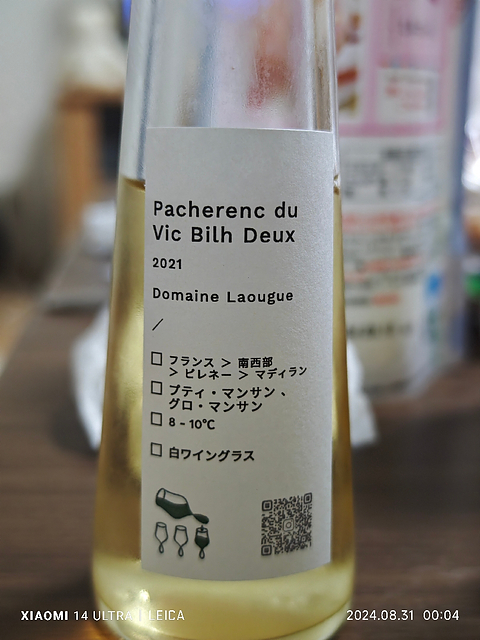 Pacherenc du
Vic Bilh Deux
2021
Domaine Laougue
/
フランス > 南西部
> ピレネー > マディラン
プティ・マンサン、
グロ・マンサン
8 - 10℃
白ワイングラス
XIAOMI 14 ULTRA | LEICA
2024.08.31 00:04